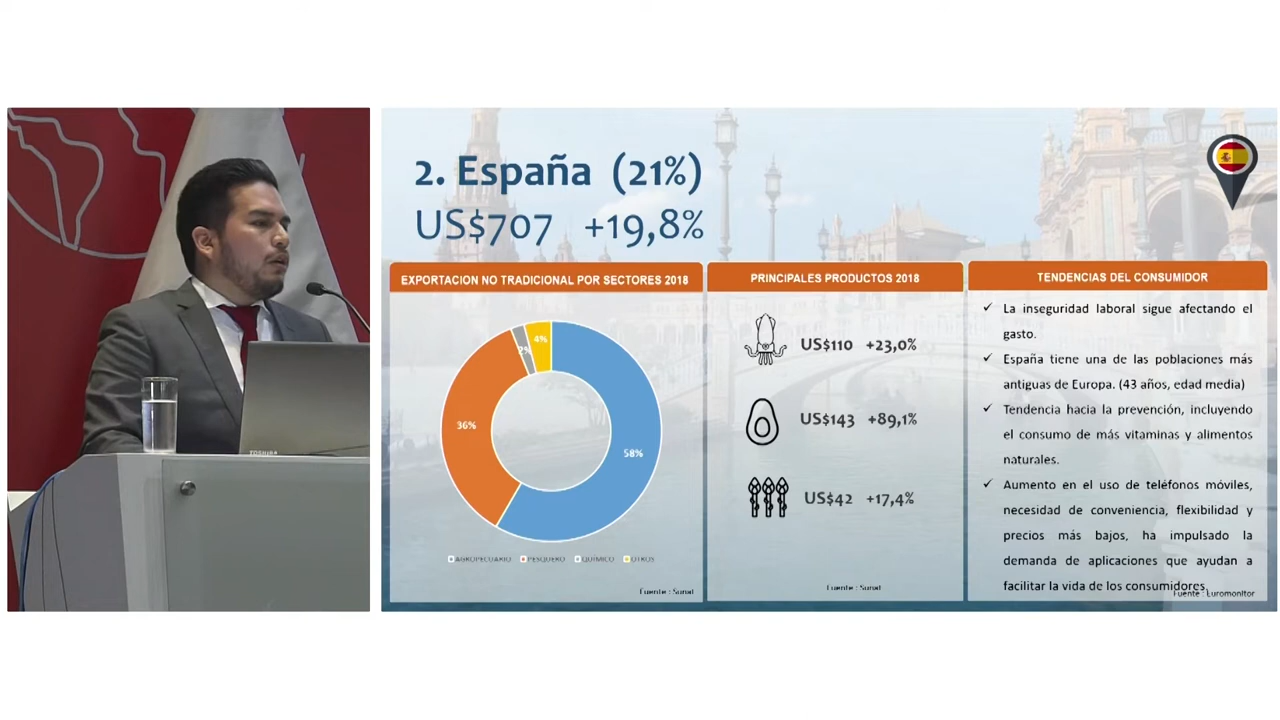 2. España (21%)
US$707 +19,8%
EXPORTACION NO TRADICIONAL POR SECTORES 2018
4%
2%
36%
58%
AGROPECUARIO PESQUERO QUÍMICO OTROS
Fuente : Sunat
PRINCIPALES PRODUCTOS 2018
US$110 +23,0%
US$143 +89,1%
US$42 +17,4%
Fuente : Sunat
TENDENCIAS DEL CONSUMIDOR
✓ La inseguridad laboral sigue afectando el
gasto.
✓ España tiene una de las poblaciones más
antiguas de Europa. (43 años, edad media)
✓ Tendencia hacia la prevención, incluyendo
el consumo de más vitaminas y alimentos
naturales.
✓ Aumento en el uso de teléfonos móviles,
necesidad de conveniencia, flexibilidad y
precios más bajos, ha impulsado la
demanda de aplicaciones que ayudan a
facilitar la vida de los consumidores.
Fuente : Euromonitor
TOSHIBA